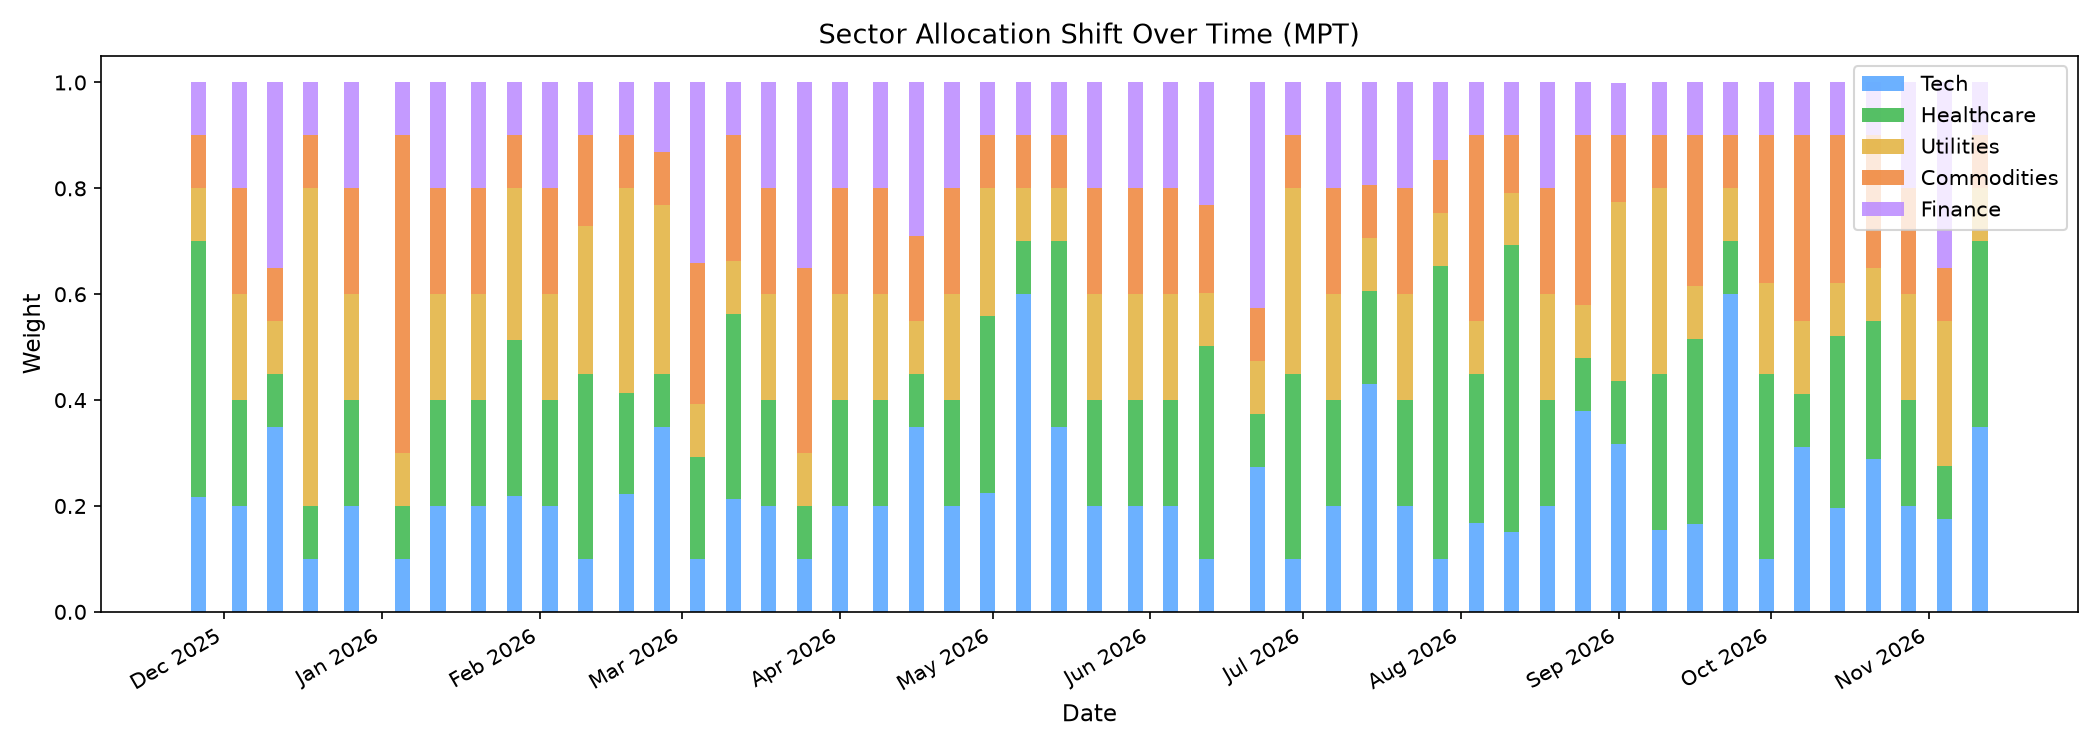 Sector Allocation Shift Over Time (MPT)
Weight
1.0
0.8
0.6
0.4
0.2
0.0
Tech
Healthcare
Utilities
Commodities
Finance
Dec 2025
Jan 2026
Feb 2026
Mar 2026
Apr 2026
May 2026
Jun 2026
Jul 2026
Aug 2026
Sep 2026
Oct 2026
Nov 2026
Date